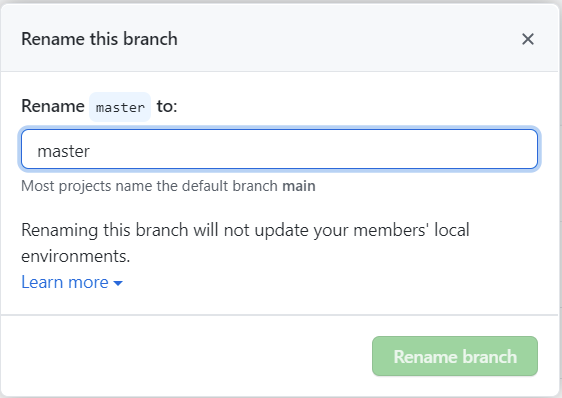 Rename this branch
Rename master to:
master
Most projects name the default branch main
Renaming this branch will not update your members' local
environments.
Learn more
Rename branch